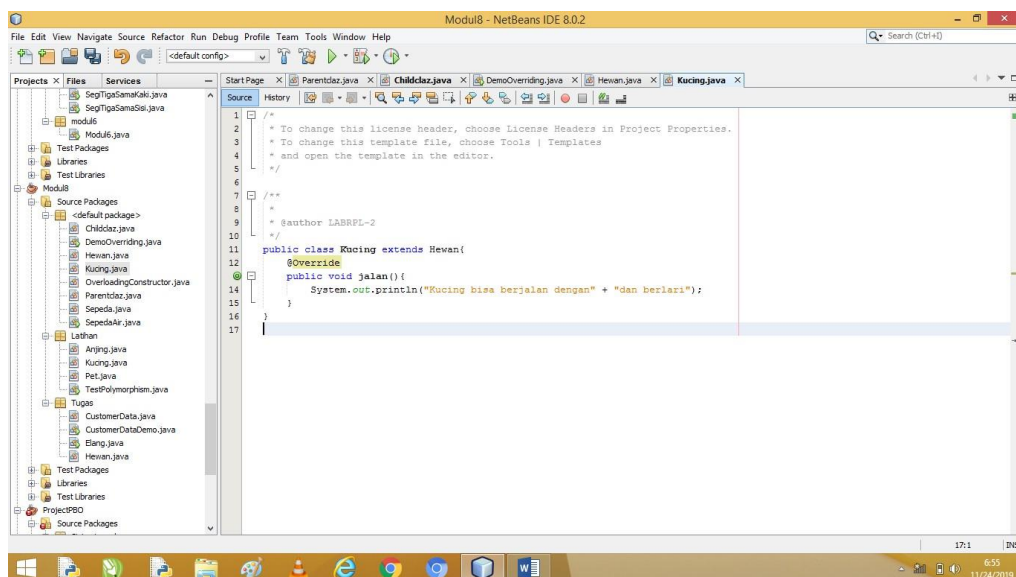 Modul8 - NetBeans IDE 8.0.2
File Edit View Navigate Source Refactor Run Debug Profile Team Tools Window Help
Search (Ctrl+I)
<default config>
Projects Files Services
SegiTigaSamaKaki.java
SegiTigaSamaSisi.java
modul6
Modul6.java
Test Packages
Libraries
Test Libraries
Modul8
Source Packages
<default package>
Childclaz.java
DemoOverriding.java
Hewan.java
Kucing.java
OverloadingConstructor.java
Parentclaz.java
Sepeda.java
SepedaAir.java
Latihan
Anjing.java
Kucing.java
Pet.java
TestPolymorphism.java
Tugas
CustomerData.java
CustomerDataDemo.java
Elang.java
Hewan.java
Test Packages
Libraries
Test Libraries
ProjectPBO
Source Packages
Start Page Parentclaz.java Childclaz.java DemoOverriding.java Hewan.java Kucing.java
Source History
1 /*
2 * To change this license header, choose License Headers in Project Properties.
3 * To change this template file, choose Tools | Templates
4 * and open the template in the editor.
5 */
6
7 /**
8 *
9 * @author LABRPL-2
10 */
11 public class Kucing extends Hewan{
12 @Override
public void jalan(){
14 System.out.println("Kucing bisa berjalan dengan" + "dan berlari");
15 }
16 }
17
17:1 INS
6:55
11/24/2019